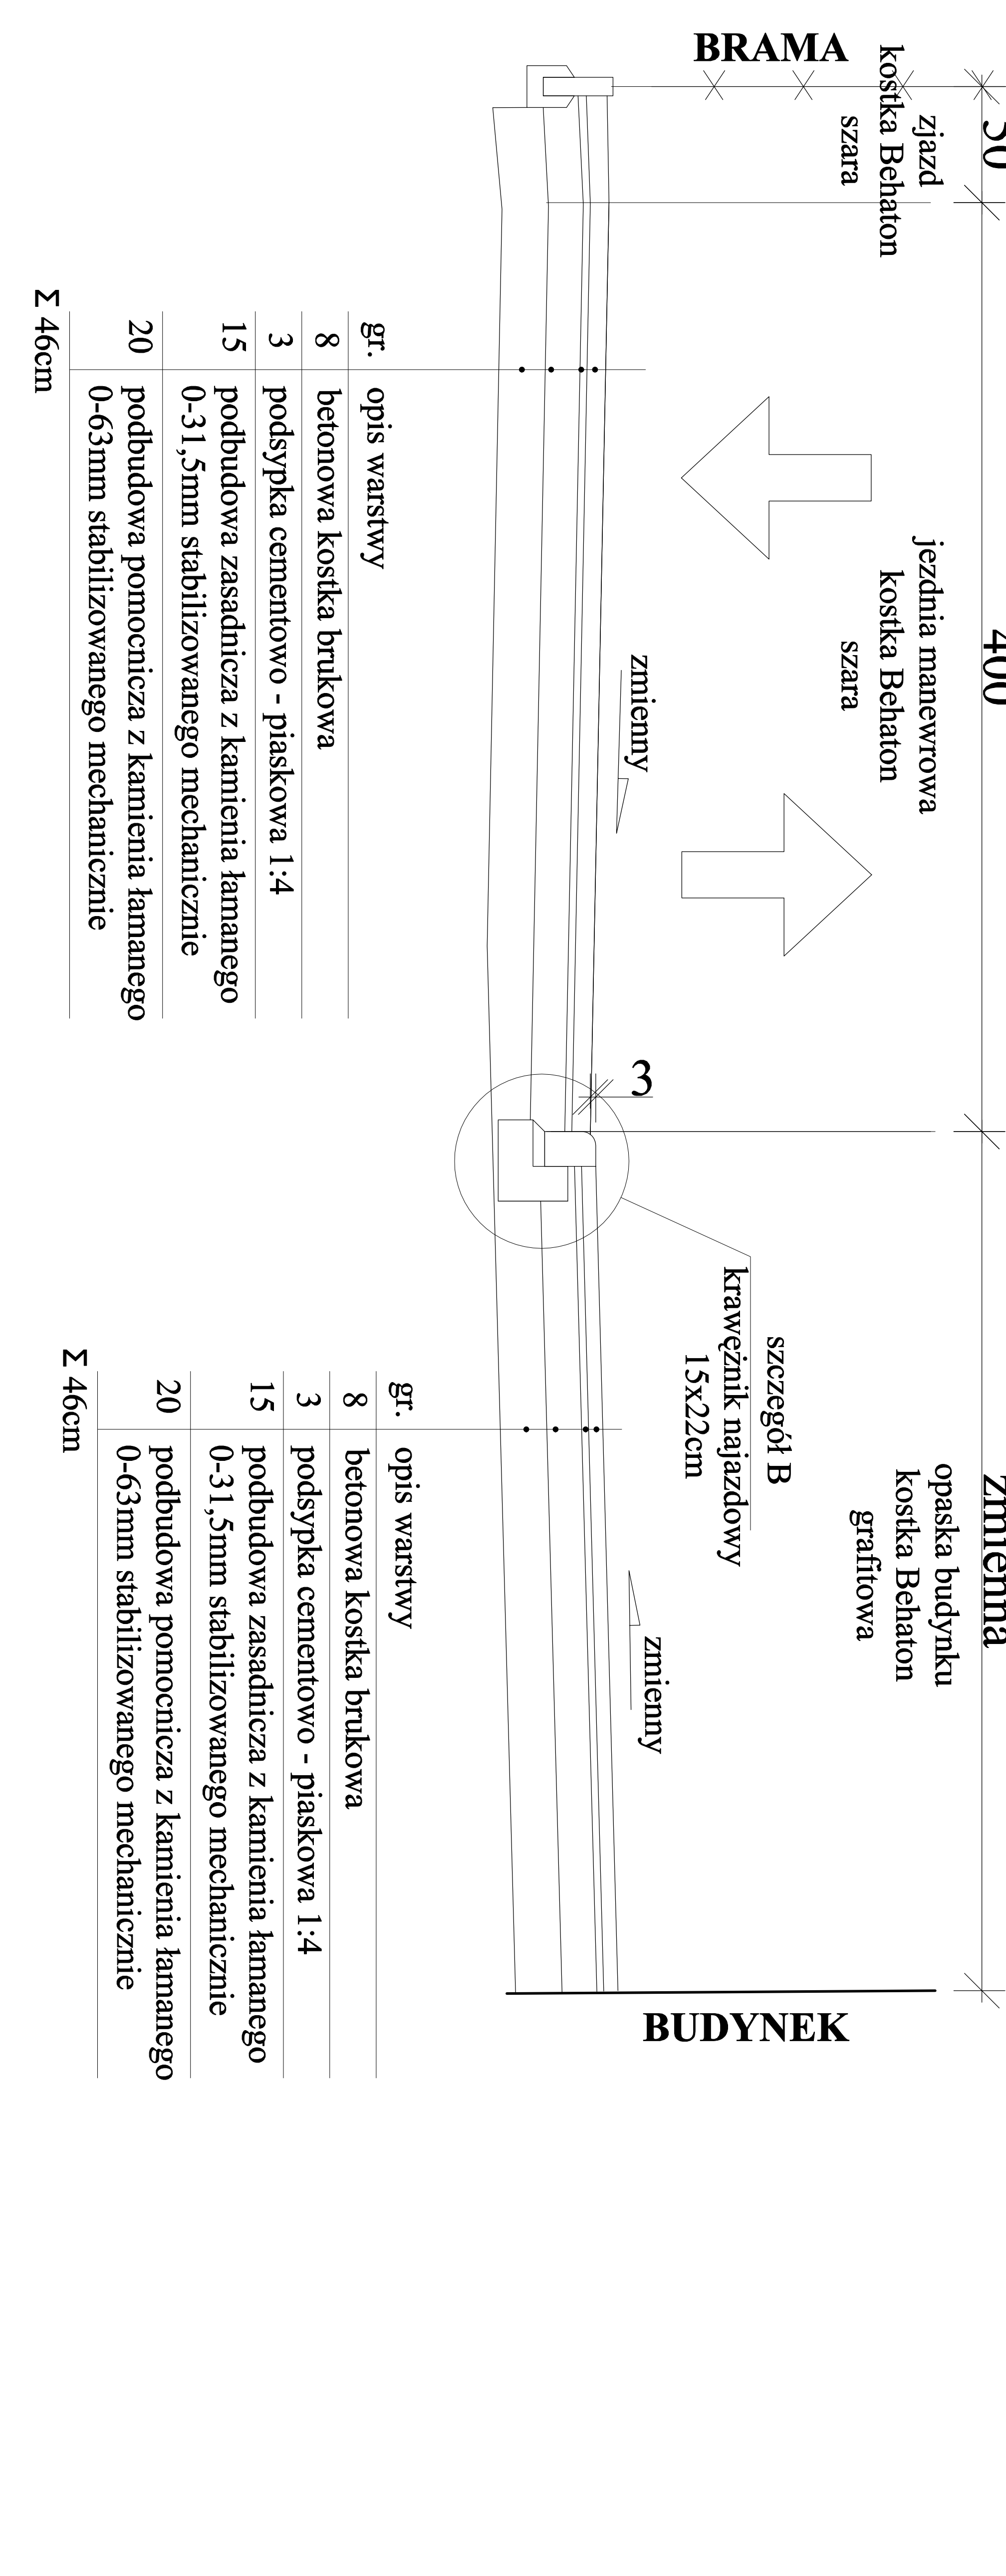 BRAMA
50
400
zmienna
zjazd
kostka Behaton
szara
jezdnia manewrowa
kostka Behaton
szara
opaska budynku
kostka Behaton
grafitowa
szczegół B
krawężnik najazdowy
15x22cm
zmienny
3
zmienny
BUDYNEK
gr. opis warstwy
8 betonowa kostka brukowa
3 podsypka cementowo - piaskowa 1:4
15 podbudowa zasadnicza z kamienia łamanego
0-31,5mm stabilizowanego mechanicznie
20 podbudowa pomocnicza z kamienia łamanego
0-63mm stabilizowanego mechanicznie
Σ 46cm
gr. opis warstwy
8 betonowa kostka brukowa
3 podsypka cementowo - piaskowa 1:4
15 podbudowa zasadnicza z kamienia łamanego
0-31,5mm stabilizowanego mechanicznie
20 podbudowa pomocnicza z kamienia łamanego
0-63mm stabilizowanego mechanicznie
Σ 46cm